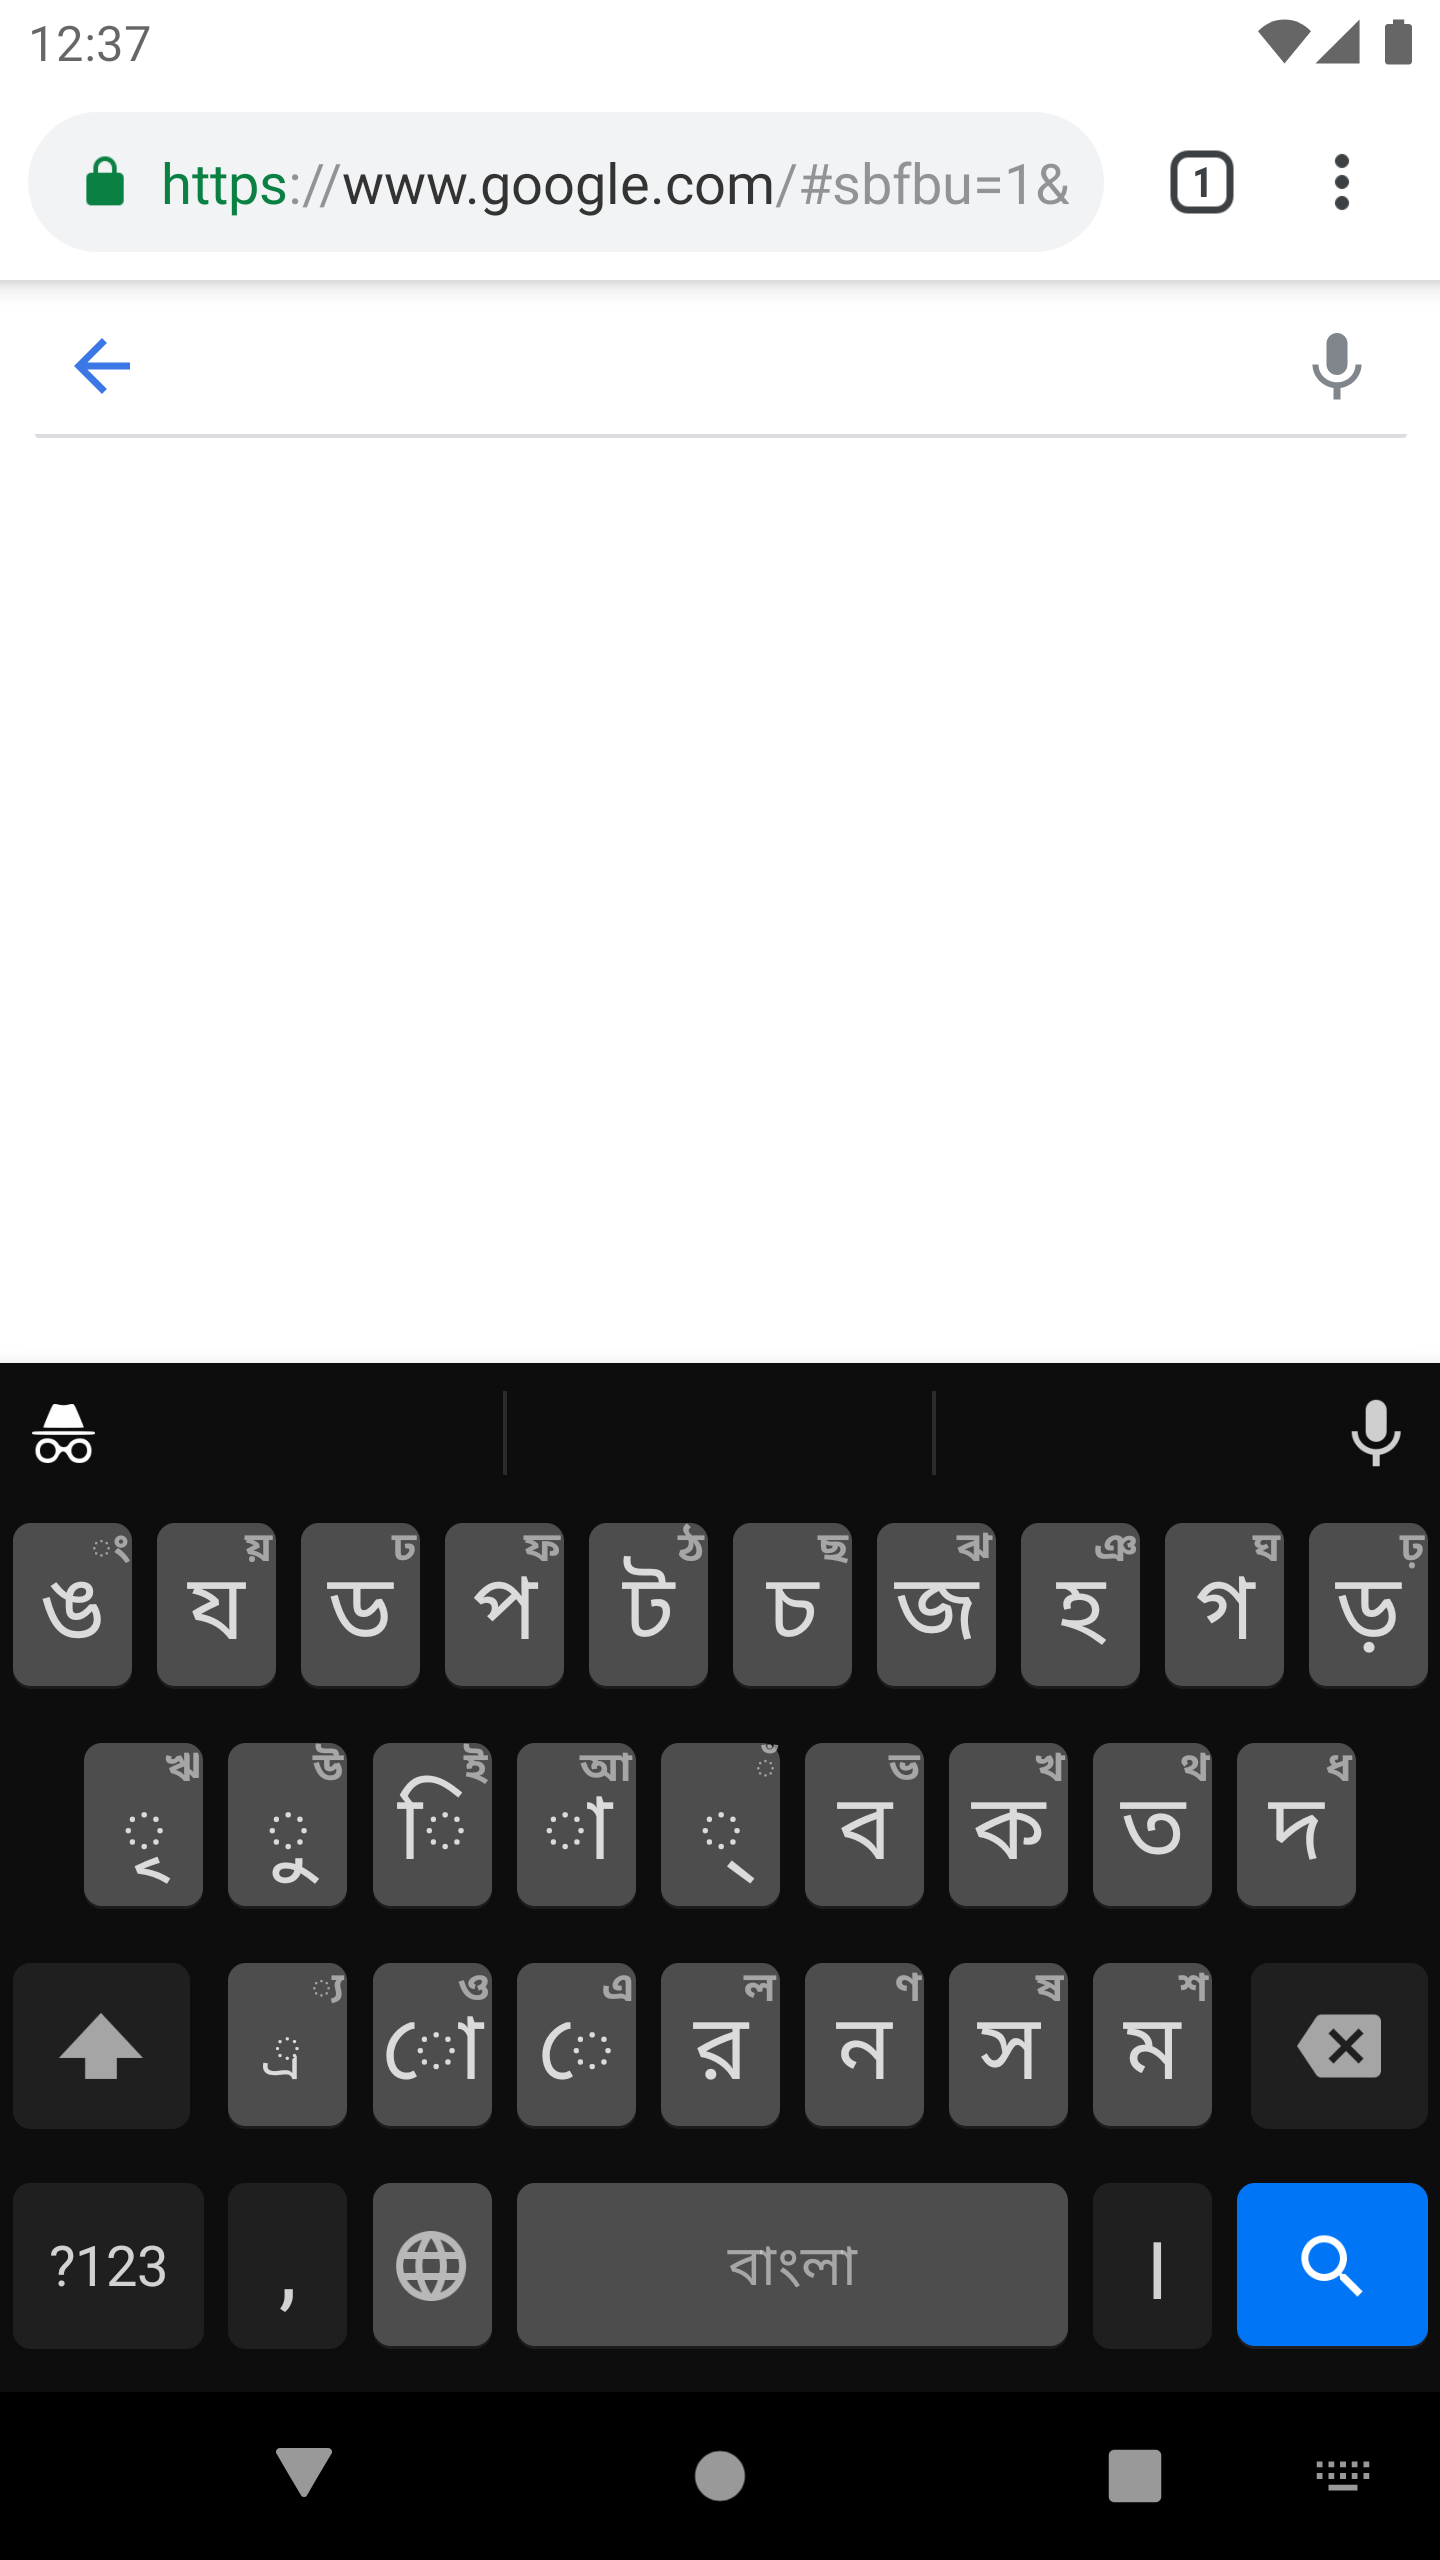 12:37
https://www.google.com/#sbfbu=1&
1
ং য় ঢ ফ ঠ ছ ঝ ঞ ঘ ঢ়
ঙ য ড প ট চ জ হ গ ড়
ঋ উ ই আ ঁ ভ খ থ ধ
ৃ ু ি া ্ ব ক ত দ
্য ও এ ল ণ ষ শ
্র ো ে র ন স ম
?123 , বাংলা ।